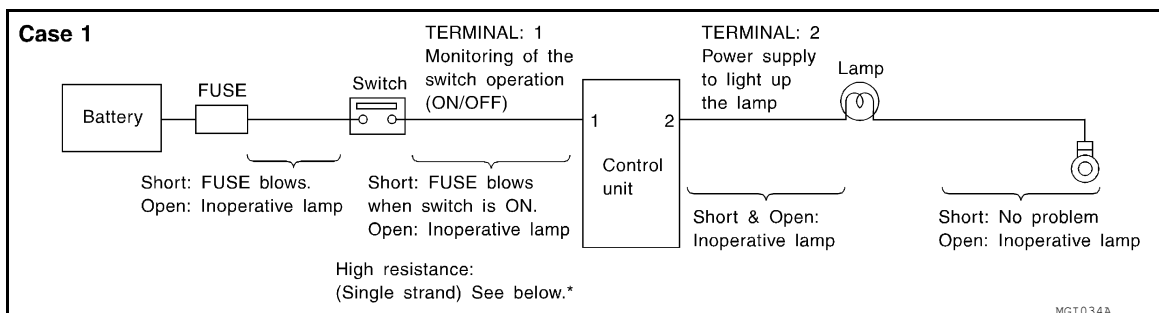 Case 1
TERMINAL: 1
Monitoring of the
switch operation
(ON/OFF)
TERMINAL: 2
Power supply
to light up
the lamp
Battery
FUSE
Switch
1
2
Control
unit
Lamp
Short: FUSE blows.
Open: Inoperative lamp
Short: FUSE blows
when switch is ON.
Open: Inoperative lamp
High resistance:
(Single strand) See below.*
Short & Open:
Inoperative lamp
Short: No problem
Open: Inoperative lamp
MGT034A